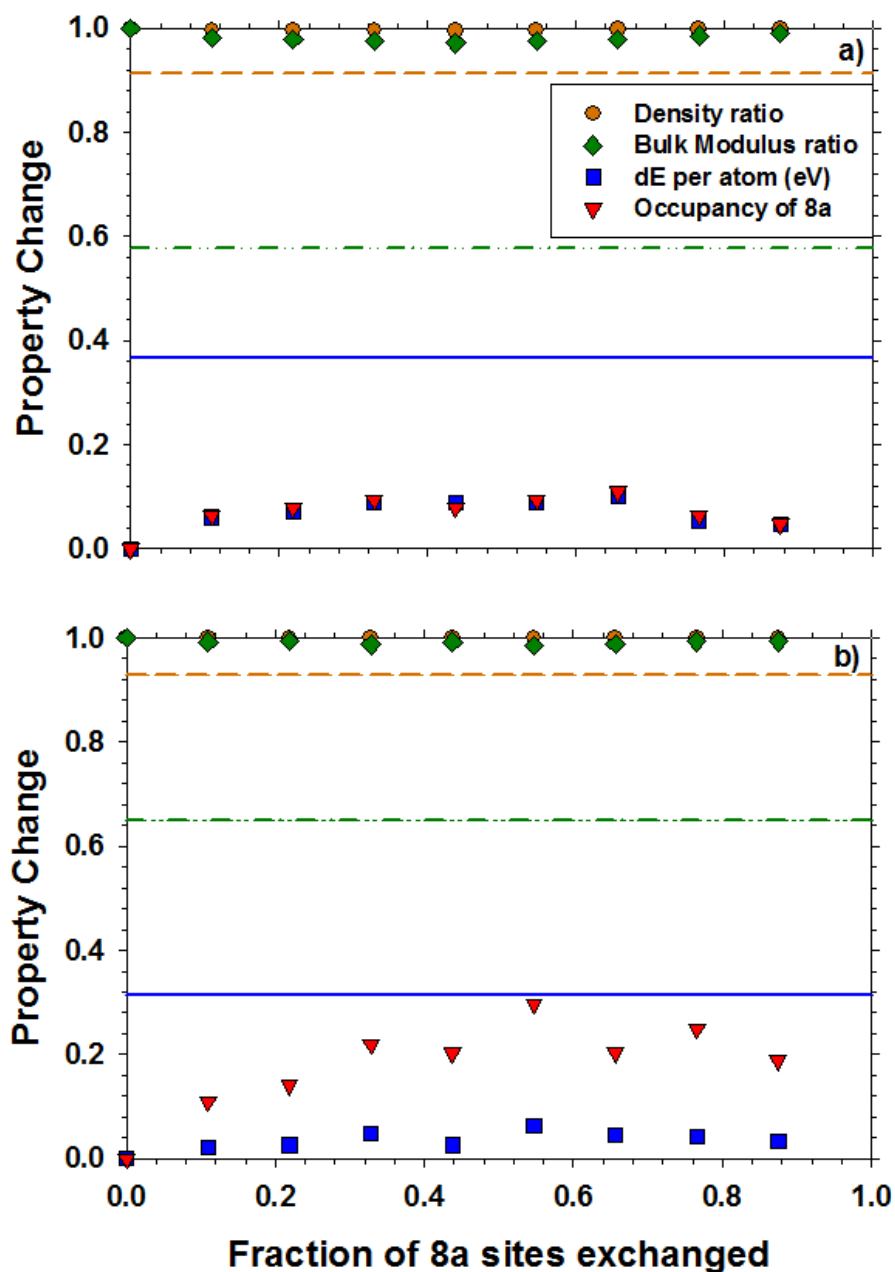 1.0
a)
Density ratio
Bulk Modulus ratio
dE per atom (eV)
Occupancy of 8a
0.8
0.6
0.4
0.2
0.0
Property Change
1.0
b)
0.8
0.6
0.4
0.2
0.0
Property Change
0.0 0.2 0.4 0.6 0.8 1.0
Fraction of 8a sites exchanged